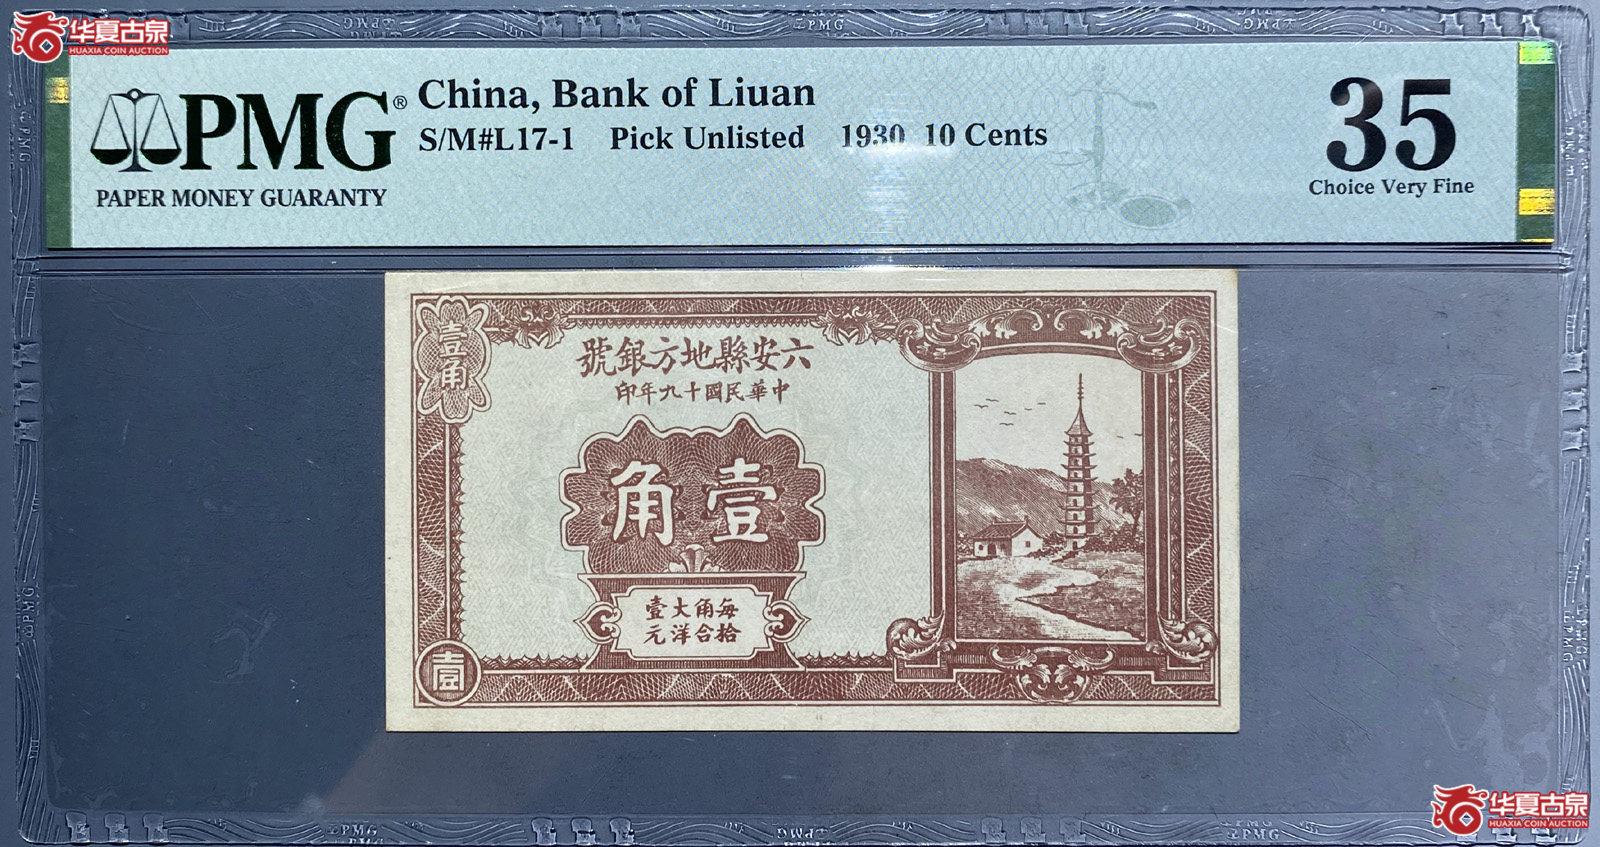 华夏古泉
HUAXIA COIN AUCTION
PMG®
PAPER MONEY GUARANTY
China, Bank of Liuan
S/M#L17-1 Pick Unlisted 1930 10 Cents
35
Choice Very Fine
壹角
六安縣地方銀號
中華民國十九年印
壹角
每角大壹
拾合洋元
壹
华夏古泉
HUAXIA COIN AUCTION